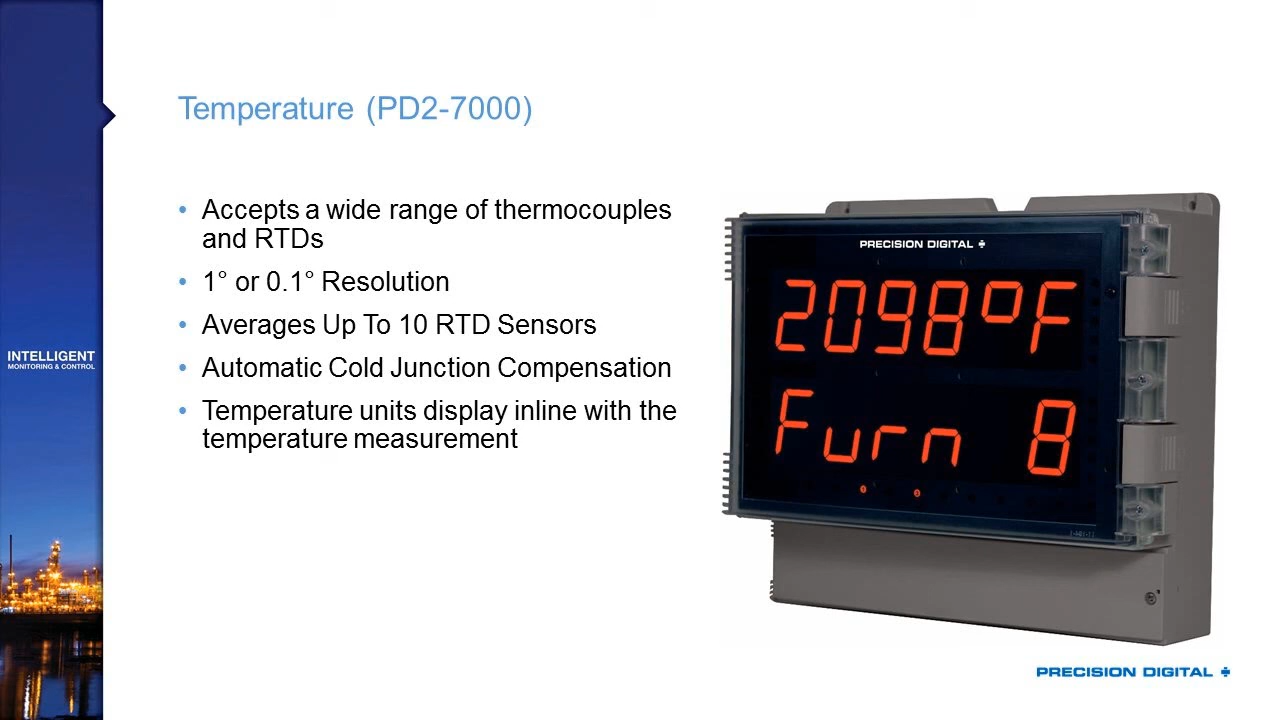 Temperature (PD2-7000)
• Accepts a wide range of thermocouples
and RTDs
• 1° or 0.1° Resolution
• Averages Up To 10 RTD Sensors
• Automatic Cold Junction Compensation
• Temperature units display inline with the
temperature measurement
INTELLIGENT
MONITORING & CONTROL
PRECISION DIGITAL
2098°F
Furn 8
1
3
PRECISION DIGITAL